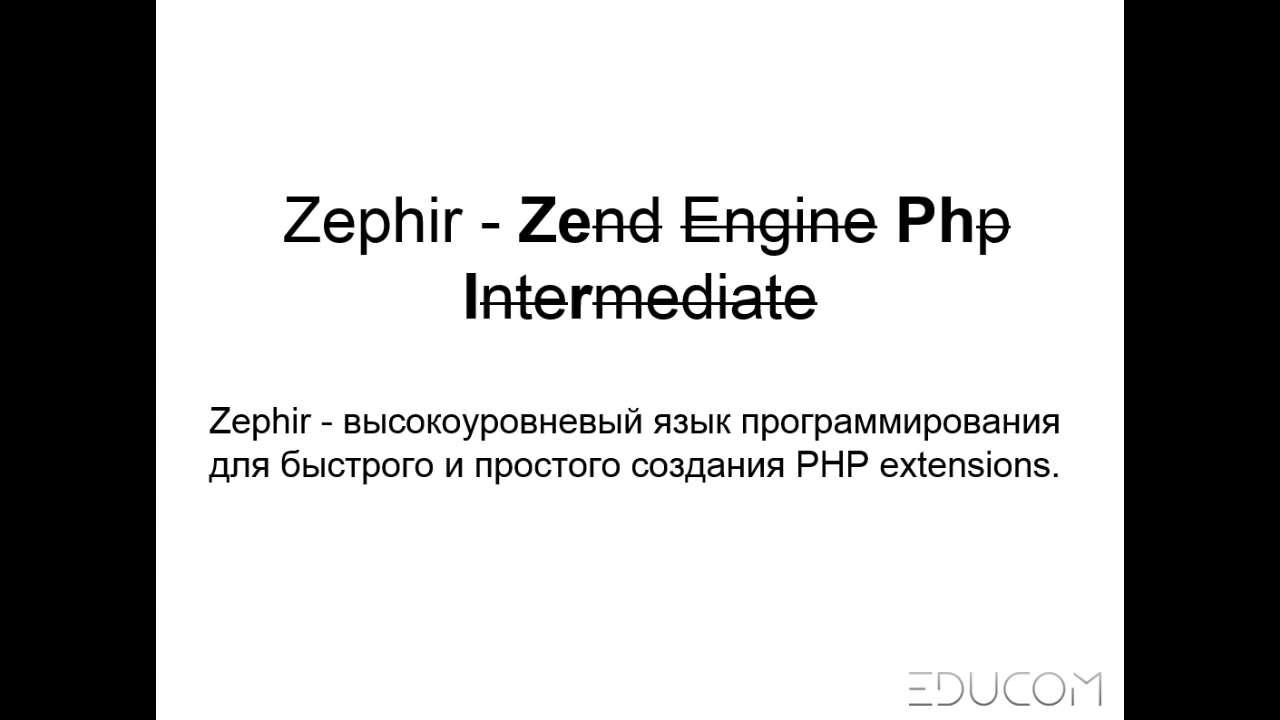 Zephir - Zend Engine Php
Intermediate
Zephir - высокоуровневый язык программирования
для быстрого и простого создания PHP extensions.
EDUCOM